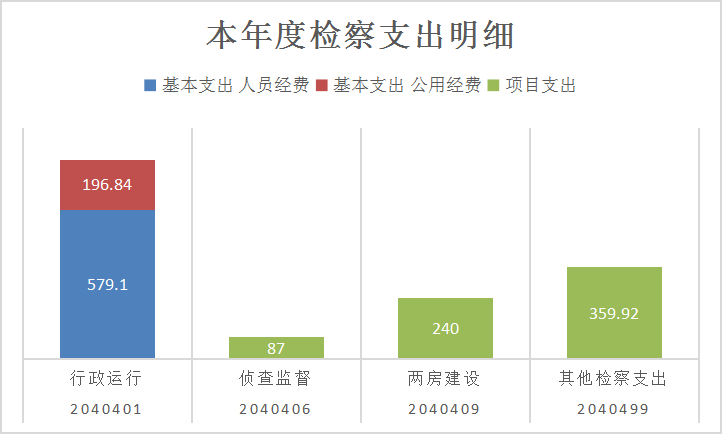 本年度检察支出明细
基本支出 人员经费 基本支出 公用经费 项目支出
196.84
579.1
87
240
359.92
行政运行 侦查监督 两房建设 其他检察支出
2040401 2040406 2040409 2040499